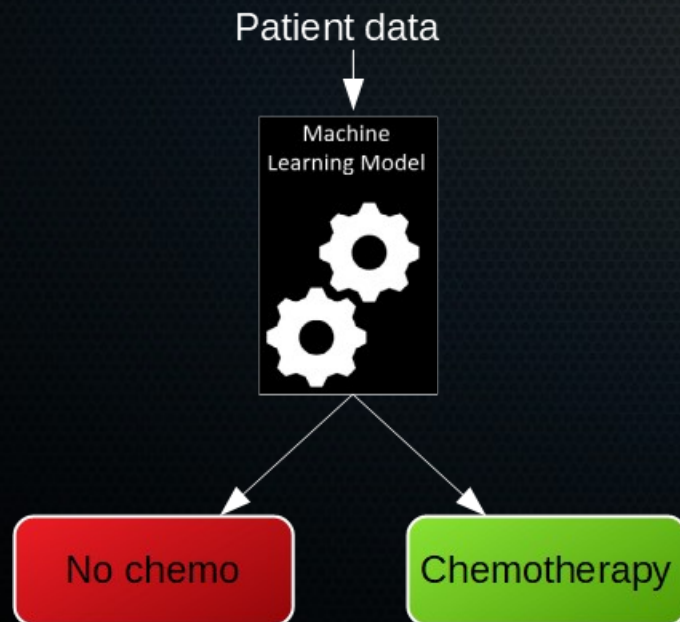 Patient data
Machine
Learning Model
No chemo
Chemotherapy